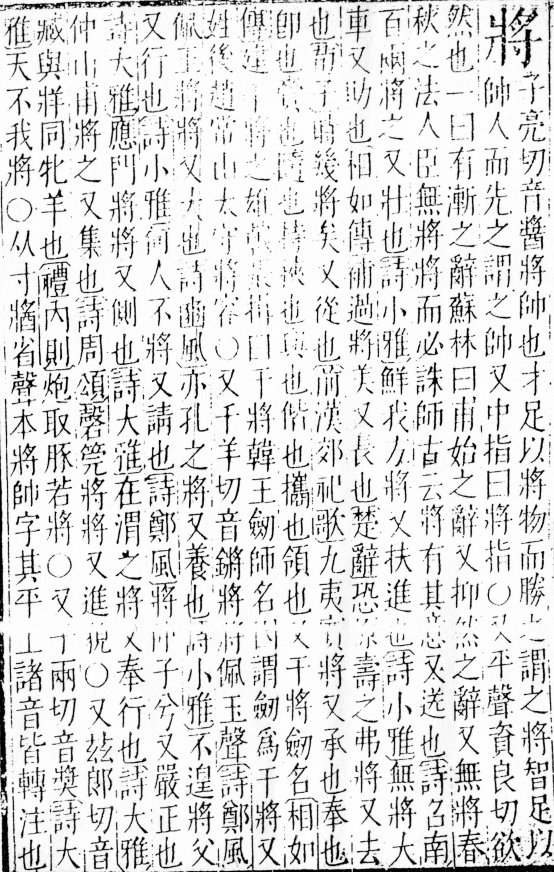 將 子亮切音醬將帥也才足以將物而勝之謂之將智足以
帥人而先之謂之帥又中指曰將指○又平聲資良切欲
然也一曰有漸之辭蘇林曰甫始之辭又抑然之辭又無將春
秋之法人臣無將將而必誅師古云將有其意又送也詩召南
百兩將之又壯也詩小雅鮮我方將又扶進也詩小雅無將大
車又助也相如傳補過將美又長也楚辭恐余壽之弗將又去
也 幾將矣又從也前漢郊祀歌九夷賓將又承也奉也
卽也 也隨也 挾也與也偕也攜也領也又干將劒名相如
傳建干將之雄 曰干將韓王劒師名因謂劒爲干將又
姓後趙常山太守將容○又千羊切音鏘將將佩玉聲詩鄭風
佩玉將將又大也詩豳風亦孔之將又養也詩小雅不遑將父
又行也詩小雅何人不將又請也詩鄭風將仲子兮又嚴正也
詩大雅應門將將又側也詩大雅在渭之將又奉行也詩大雅
仲山甫將之又集也詩周頌磬筦將將又進貌○又玆郎切音
臧與牂同牝羊也禮內則炮取豚若將○又子兩切音獎詩大
雅天不我將○从寸醬省聲本將帥字其平上諸音皆轉注也